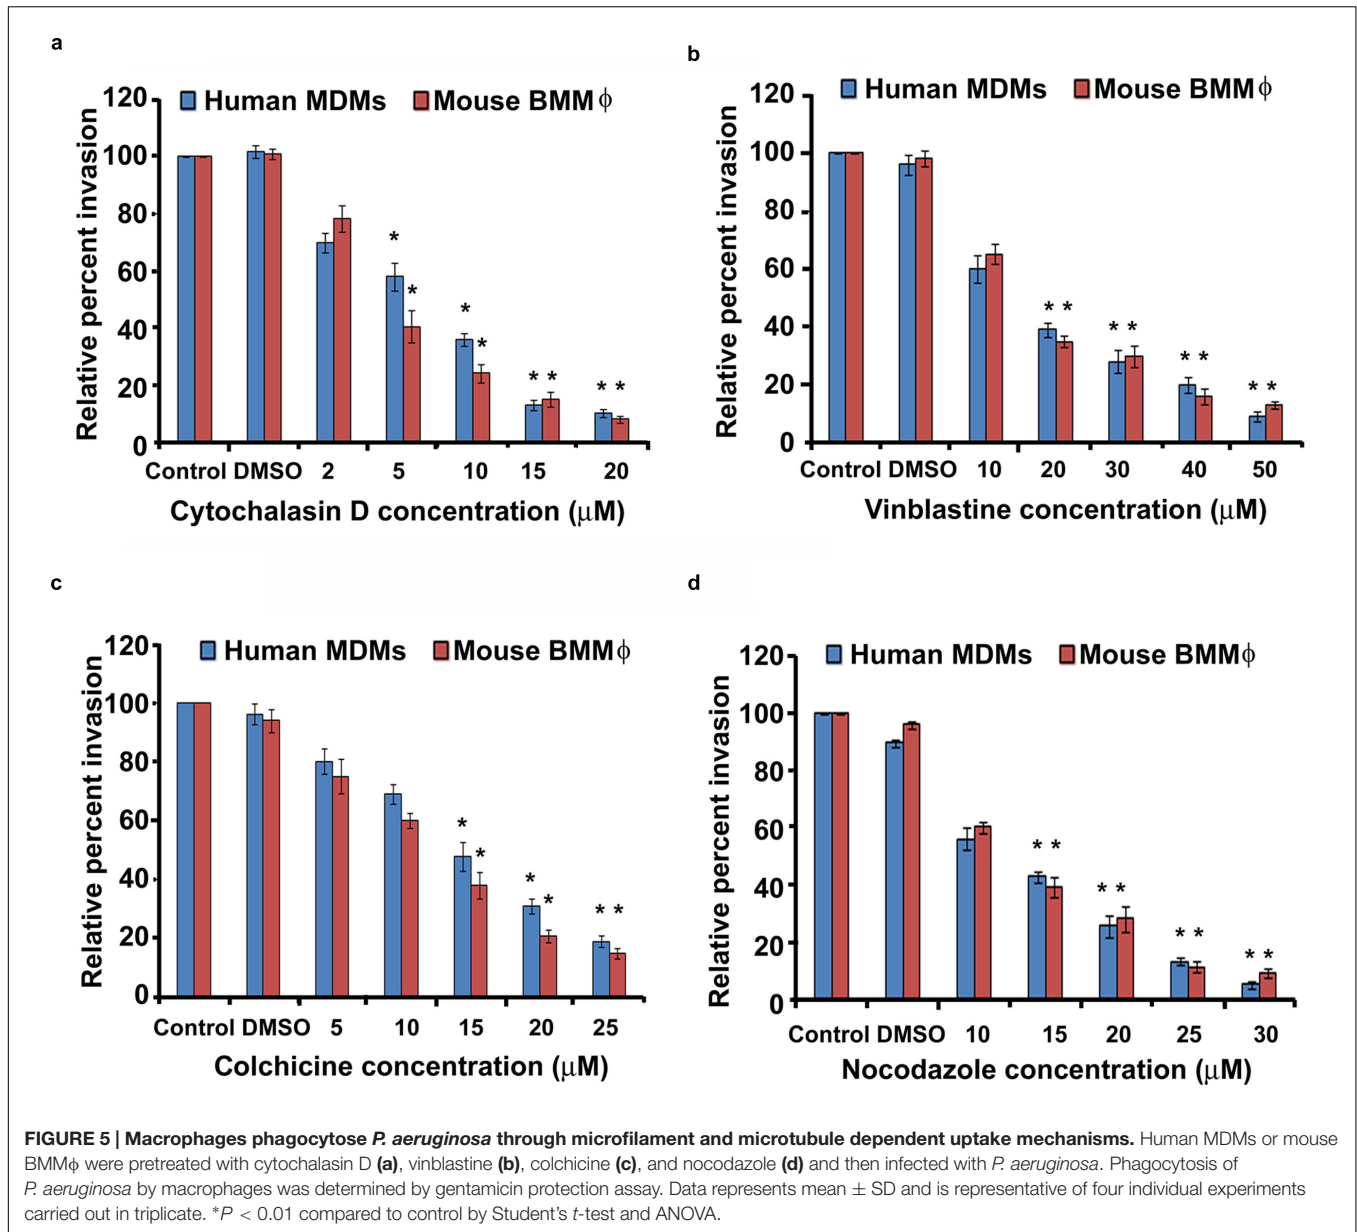 a
Human MDMs Mouse BMMϕ
120
100
80
60
40
20
0
Relative percent invasion
* * * * * * * *
Control DMSO 2 5 10 15 20
Cytochalasin D concentration (μM)
b
Human MDMs Mouse BMMϕ
120
100
80
60
40
20
0
Relative percent invasion
* * * * * * * *
Control DMSO 10 20 30 40 50
Vinblastine concentration (μM)
c
Human MDMs Mouse BMMϕ
120
100
80
60
40
20
0
Relative percent invasion
* * * * * *
Control DMSO 5 10 15 20 25
Colchicine concentration (μM)
d
Human MDMs Mouse BMMϕ
120
100
80
60
40
20
0
Relative percent invasion
* * * * * * * *
Control DMSO 10 15 20 25 30
Nocodazole concentration (μM)
FIGURE 5 | Macrophages phagocytose P. aeruginosa through microfilament and microtubule dependent uptake mechanisms. Human MDMs or mouse
BMMϕ were pretreated with cytochalasin D (a), vinblastine (b), colchicine (c), and nocodazole (d) and then infected with P. aeruginosa. Phagocytosis of
P. aeruginosa by macrophages was determined by gentamicin protection assay. Data represents mean ± SD and is representative of four individual experiments
carried out in triplicate. *P < 0.01 compared to control by Student's t-test and ANOVA.